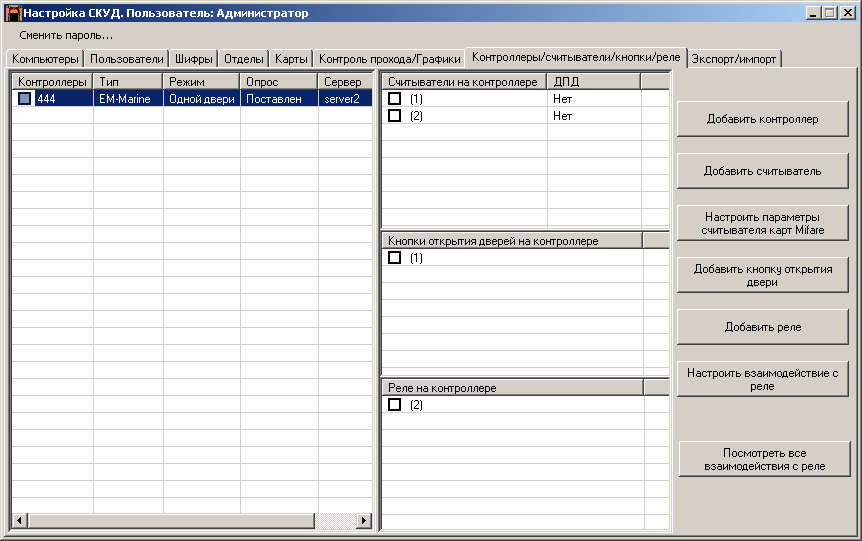 Настройка СКУД. Пользователь: Администратор
Сменить пароль...
Компьютеры Пользователи Шифры Отделы Карты Контроль прохода/Графики Контроллеры/считыватели/кнопки/реле Экспорт/импорт
Контроллеры Тип Режим Опрос Сервер
444 EM-Marine Одной двери Поставлен server2
Считыватели на контроллере ДПД
(1) Нет
(2) Нет
Кнопки открытия дверей на контроллере
(1)
Реле на контроллере
(2)
Добавить контроллер
Добавить считыватель
Настроить параметры
считывателя карт Mifare
Добавить кнопку открытия
двери
Добавить реле
Настроить взаимодействие с
реле
Посмотреть все
взаимодействия с реле